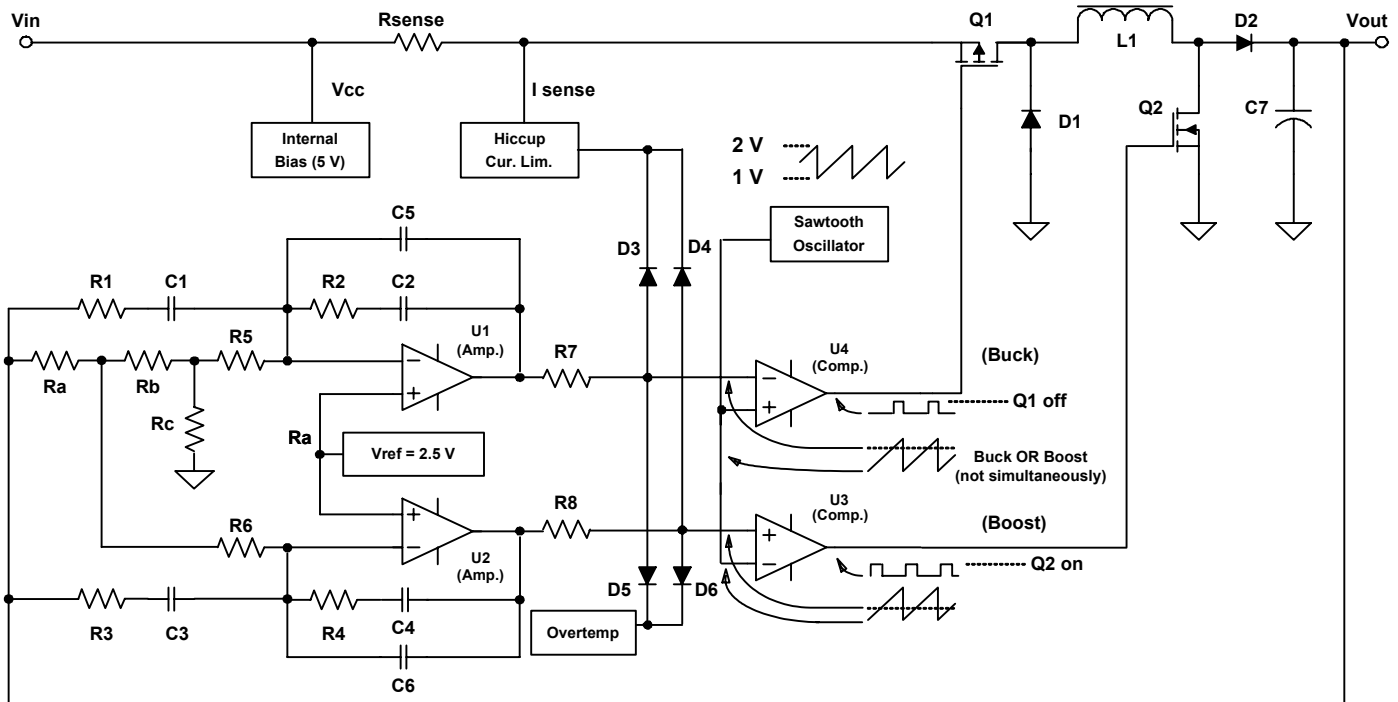 Vin
Rsense
Q1
L1
D2
Vout
Vcc
I sense
Q2
C7
D1
Internal
Bias (5 V)
Hiccup
Cur. Lim.
2 V
1 V
C5
D3
D4
Sawtooth
Oscillator
R1
C1
R2
C2
U1
(Amp.)
R5
R7
U4
(Comp.)
(Buck)
Ra
Rb
Rc
Q1 off
Ra
Vref = 2.5 V
Buck OR Boost
(not simultaneously)
R6
R8
U3
(Comp.)
(Boost)
U2
(Amp.)
Q2 on
D5
D6
R3
C3
R4
C4
Overtemp
C6